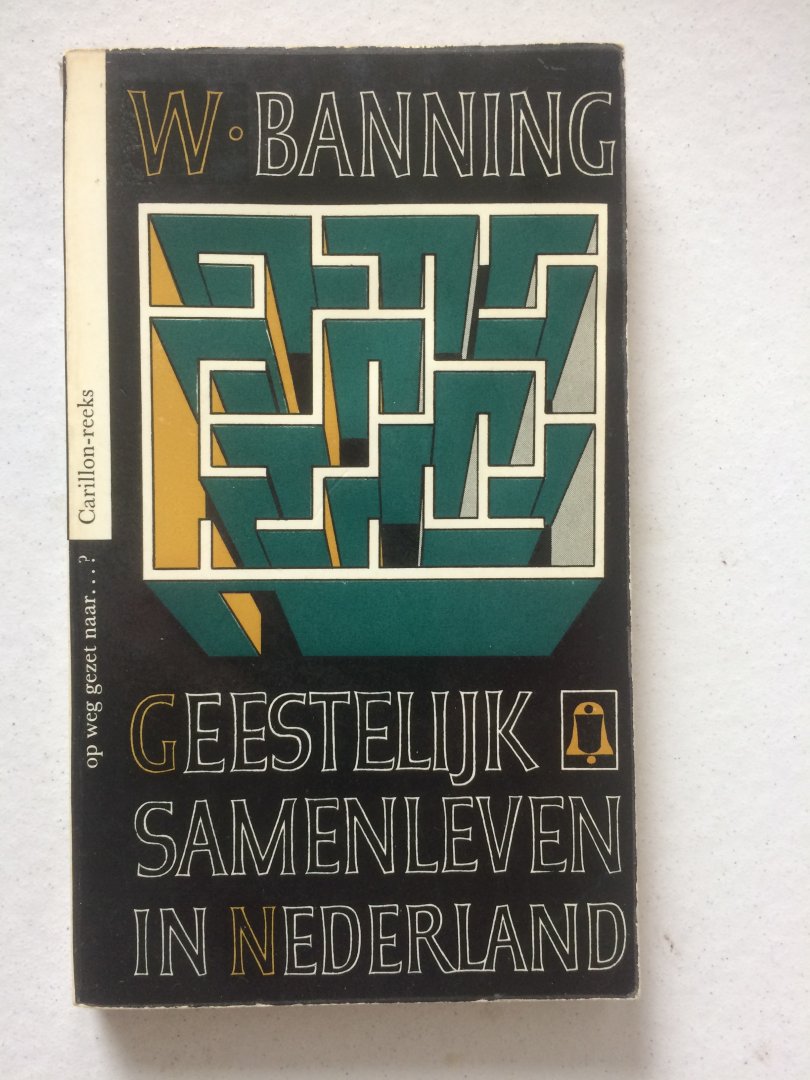 W. BANNING
Carillon-reeks
op weg gezet naar...?
GEESTELIJK
SAMENLEVEN
IN NEDERLAND